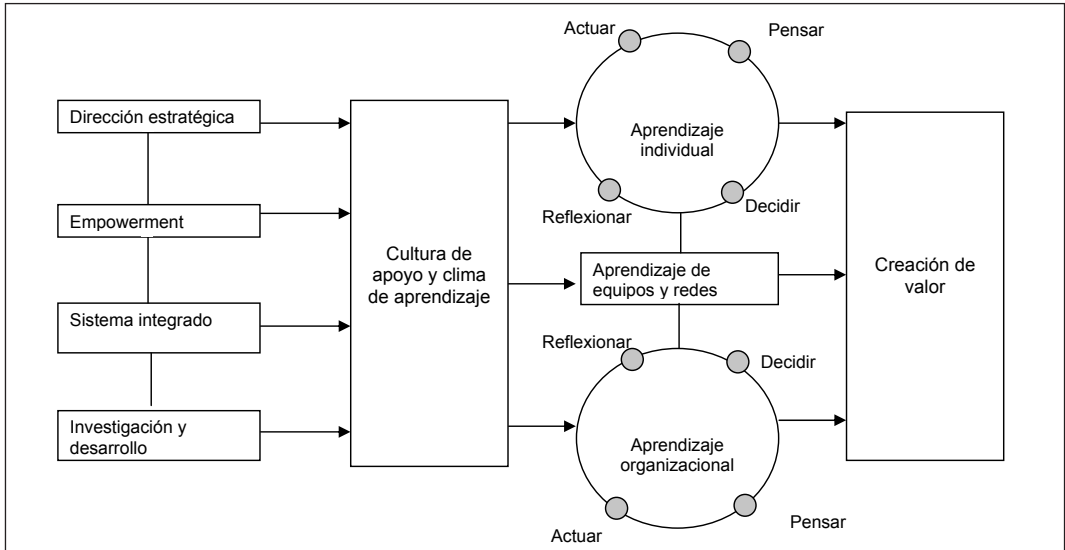 Actuar
Pensar
Dirección estratégica
Aprendizaje
individual
Empowerment
Reflexionar
Decidir
Cultura de
apoyo y clima
de aprendizaje
Aprendizaje de
equipos y redes
Creación de
valor
Sistema integrado
Reflexionar
Decidir
Investigación y
desarrollo
Aprendizaje
organizacional
Actuar
Pensar